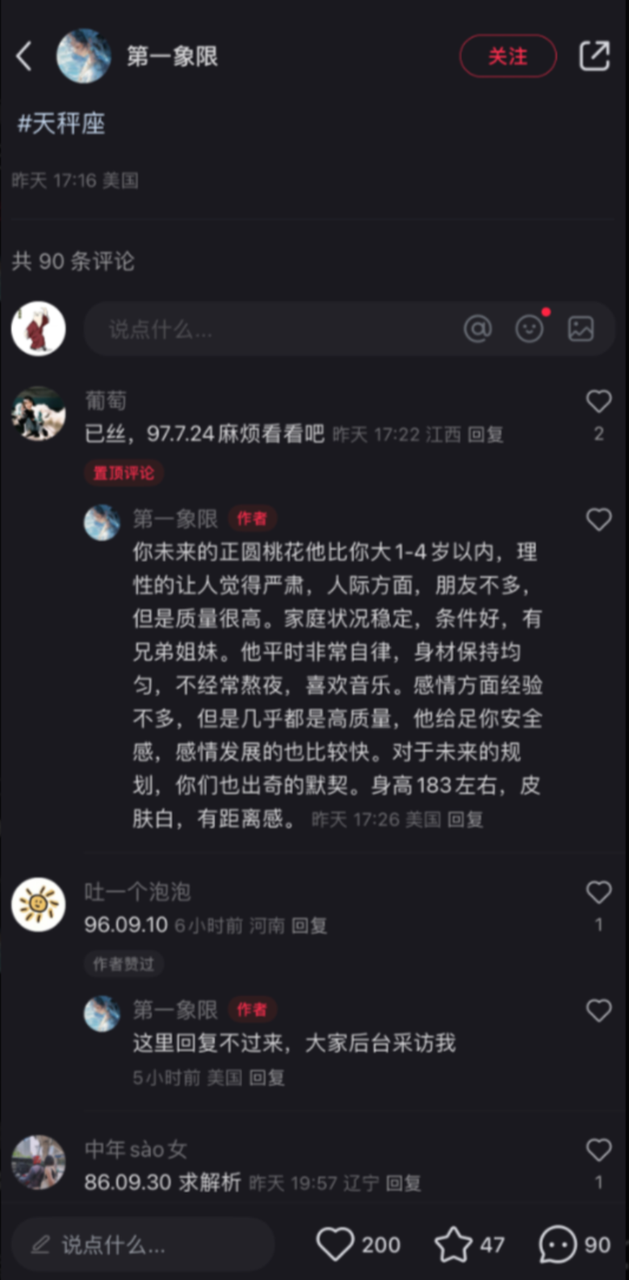 第一象限
关注
#天秤座
昨天 17:16 美国
共 90 条评论
说点什么...
葡萄
已丝，97.7.24麻烦看看吧 昨天 17:22 江西 回复
2
置顶评论
第一象限 作者
你未来的正圆桃花他比你大1-4岁以内，理
性的让人觉得严肃，人际方面，朋友不多，
但是质量很高。家庭状况稳定，条件好，有
兄弟姐妹。他平时非常自律，身材保持均
匀，不经常熬夜，喜欢音乐。感情方面经验
不多，但是几乎都是高质量，他给足你安全
感，感情发展的也比较快。对于未来的规
划，你们也出奇的默契。身高183左右，皮
肤白，有距离感。 昨天 17:26 美国 回复
吐一个泡泡
96.09.10 6小时前 河南 回复
1
作者赞过
第一象限 作者
这里回复不过来，大家后台采访我
5小时前 美国 回复
中年sào女
86.09.30 求解析 昨天 19:57 辽宁 回复
1
说点什么...
200
47
90